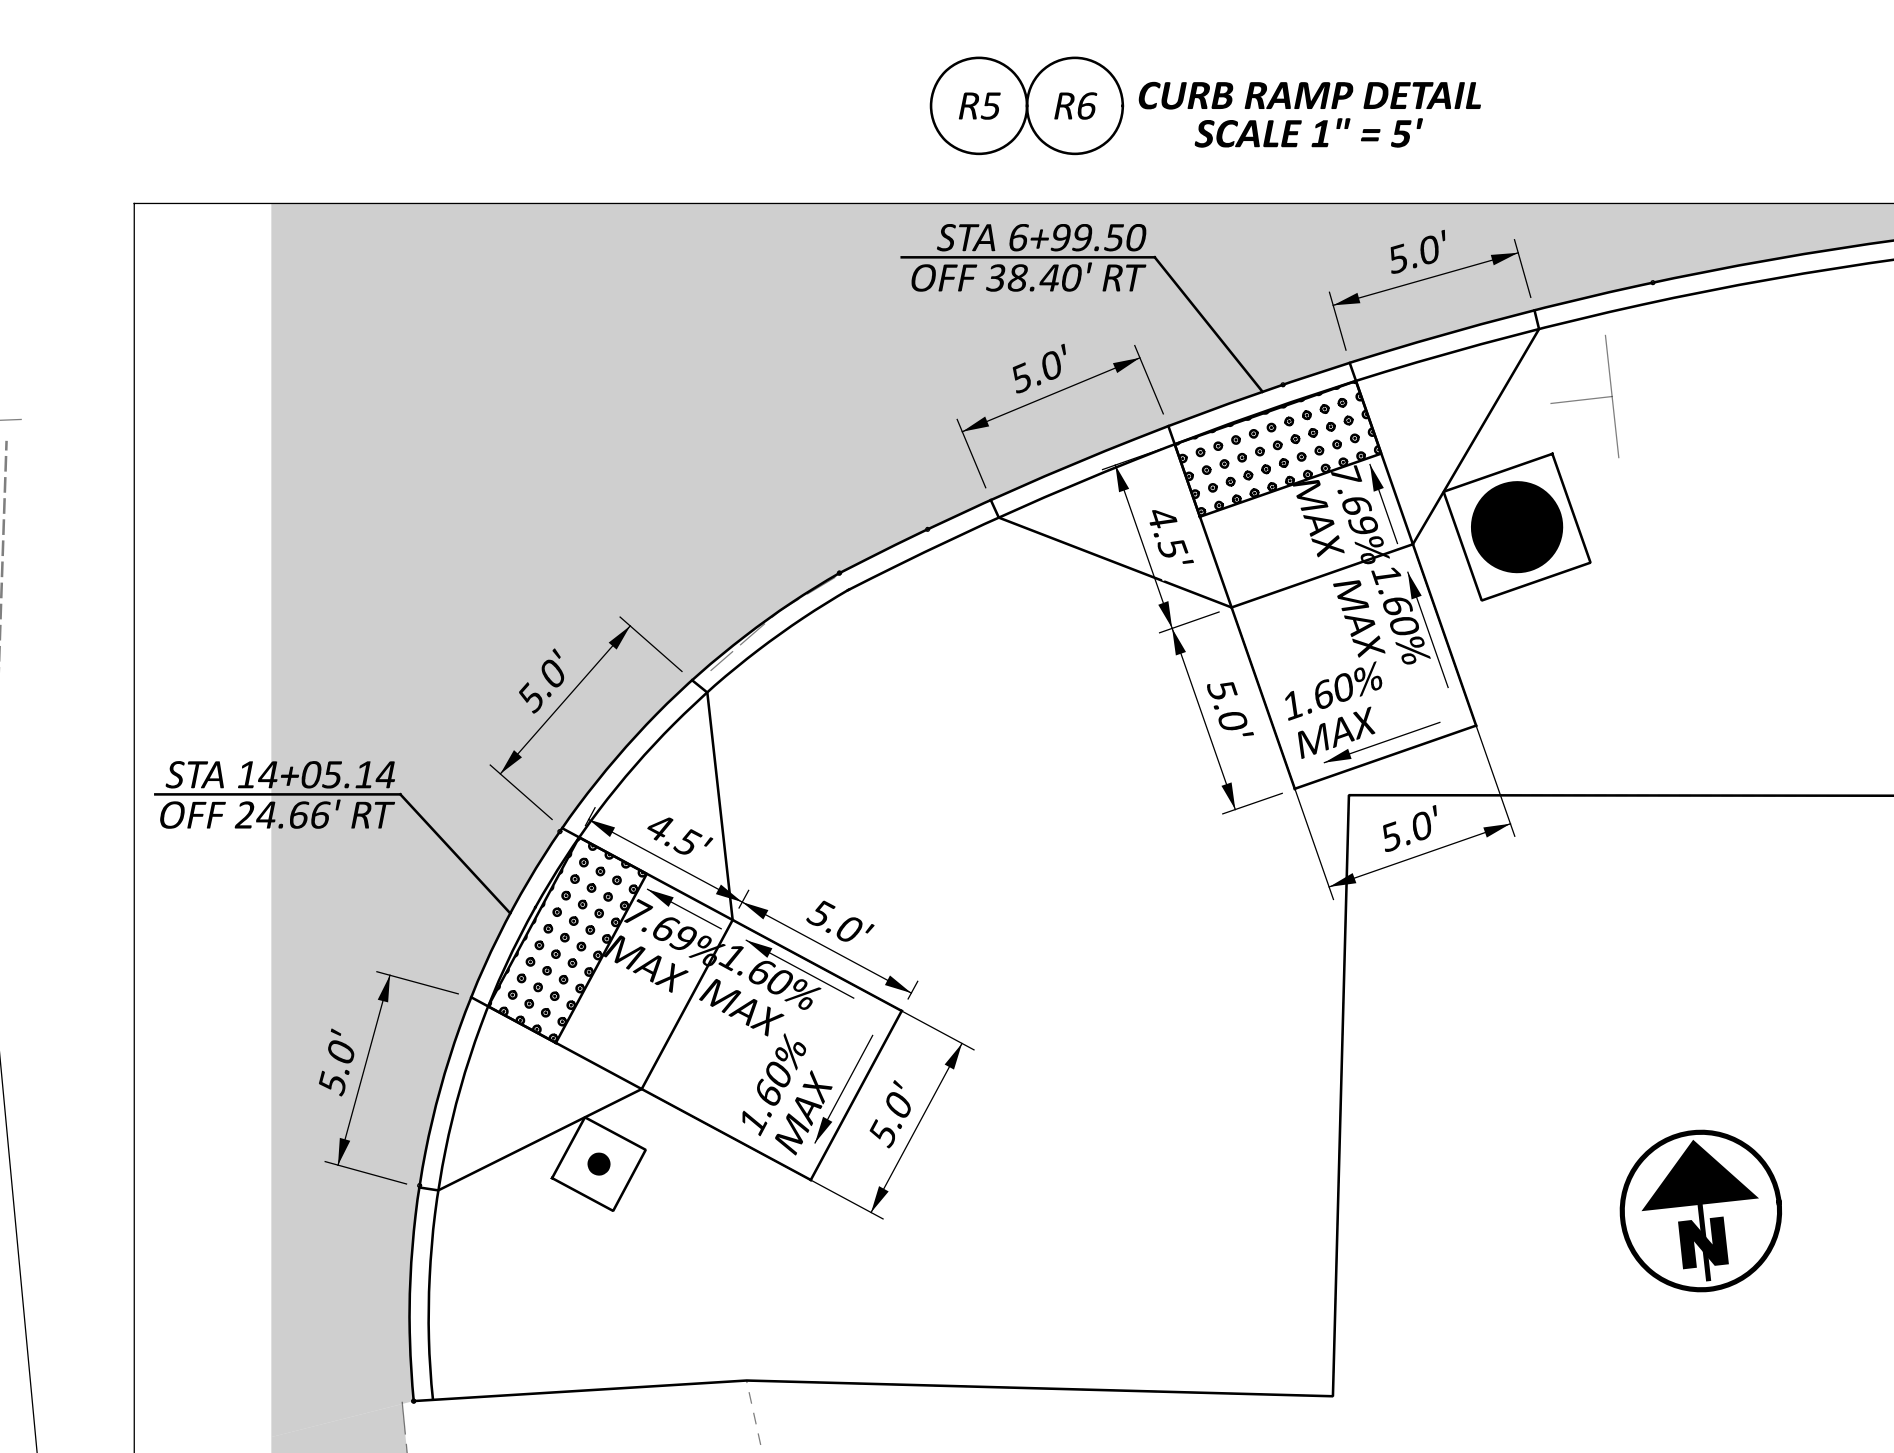 R5 R6 CURB RAMP DETAIL
SCALE 1" = 5'
STA 6+99.50
OFF 38.40' RT
5.0'
5.0'
4.5'
7.69%
MAX
1.60%
MAX
5.0'
1.60%
MAX
5.0'
5.0'
STA 14+05.14
OFF 24.66' RT
4.5'
5.0'
7.69%
MAX
1.60%
MAX
5.0'
1.60%
MAX
5.0'
N